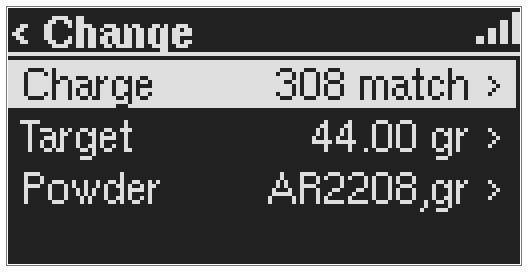 < Change
Charge 308 match >
Target 44.00 gr >
Powder AR2208,gr >